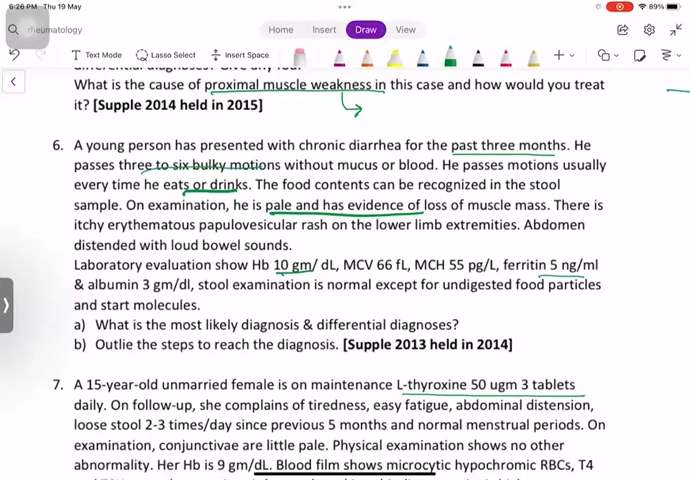 6:26 PM Thu 19 May
89%
rheumatology
Home Insert Draw View
Text Mode Lasso Select Insert Space
What is the cause of proximal muscle weakness in this case and how would you treat
it? [Supple 2014 held in 2015]
6. A young person has presented with chronic diarrhea for the past three months. He
passes three to six bulky motions without mucus or blood. He passes motions usually
every time he eats or drinks. The food contents can be recognized in the stool
sample. On examination, he is pale and has evidence of loss of muscle mass. There is
itchy erythematous papulovesicular rash on the lower limb extremities. Abdomen
distended with loud bowel sounds.
Laboratory evaluation show Hb 10 gm/ dL, MCV 66 fL, MCH 55 pg/L, ferritin 5 ng/ml
& albumin 3 gm/dl, stool examination is normal except for undigested food particles
and start molecules.
a) What is the most likely diagnosis & differential diagnoses?
b) Outlie the steps to reach the diagnosis. [Supple 2013 held in 2014]
7. A 15-year-old unmarried female is on maintenance L-thyroxine 50 ugm 3 tablets
daily. On follow-up, she complains of tiredness, easy fatigue, abdominal distension,
loose stool 2-3 times/day since previous 5 months and normal menstrual periods. On
examination, conjunctivae are little pale. Physical examination shows no other
abnormality. Her Hb is 9 gm/dL. Blood film shows microcytic hypochromic RBCs, T4